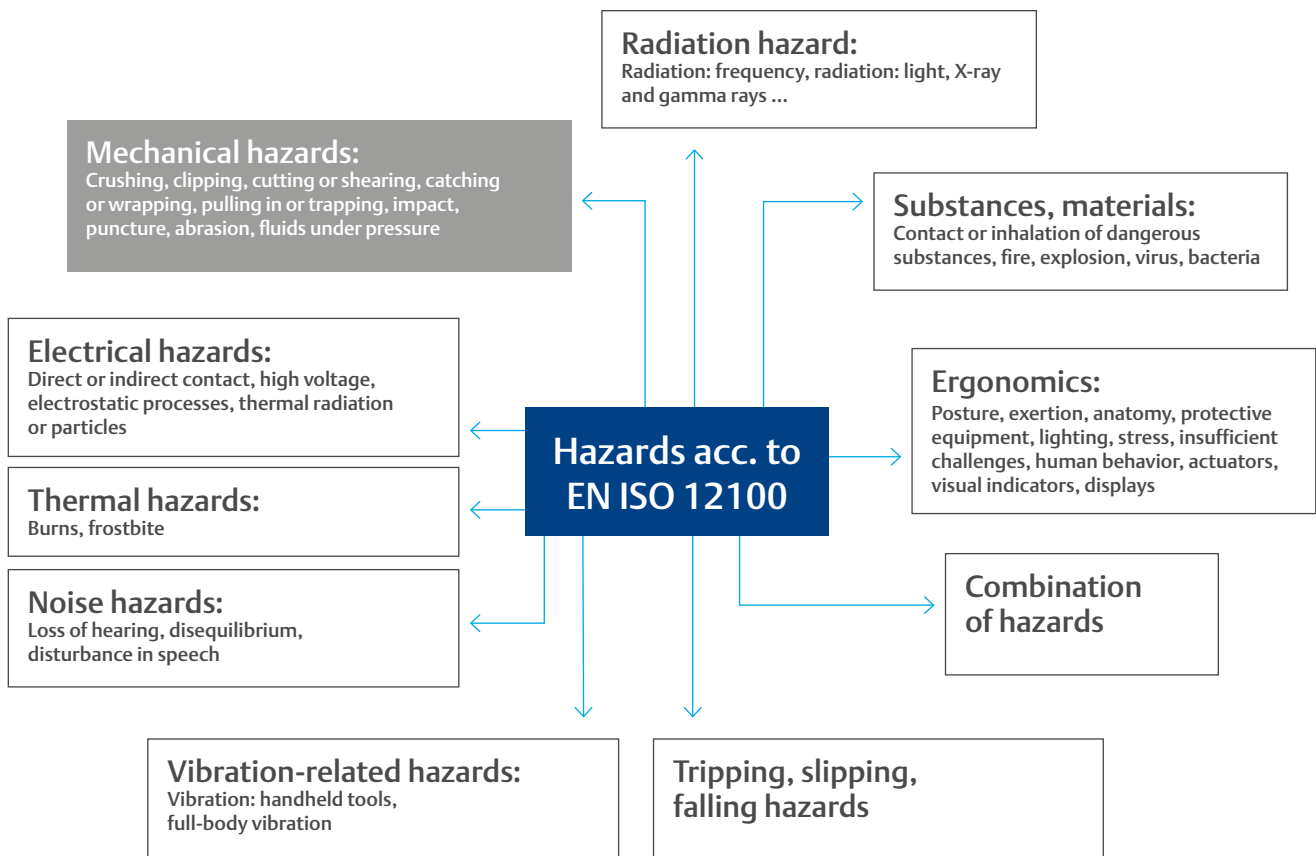 Radiation hazard:
Radiation: frequency, radiation: light, X-ray
and gamma rays ...
Mechanical hazards:
Crushing, clipping, cutting or shearing, catching
or wrapping, pulling in or trapping, impact,
puncture, abrasion, fluids under pressure
Substances, materials:
Contact or inhalation of dangerous
substances, fire, explosion, virus, bacteria
Electrical hazards:
Direct or indirect contact, high voltage,
electrostatic processes, thermal radiation
or particles
Ergonomics:
Posture, exertion, anatomy, protective
equipment, lighting, stress, insufficient
challenges, human behavior, actuators,
visual indicators, displays
Hazards acc. to
EN ISO 12100
Thermal hazards:
Burns, frostbite
Noise hazards:
Loss of hearing, disequilibrium,
disturbance in speech
Combination
of hazards
Vibration-related hazards:
Vibration: handheld tools,
full-body vibration
Tripping, slipping,
falling hazards